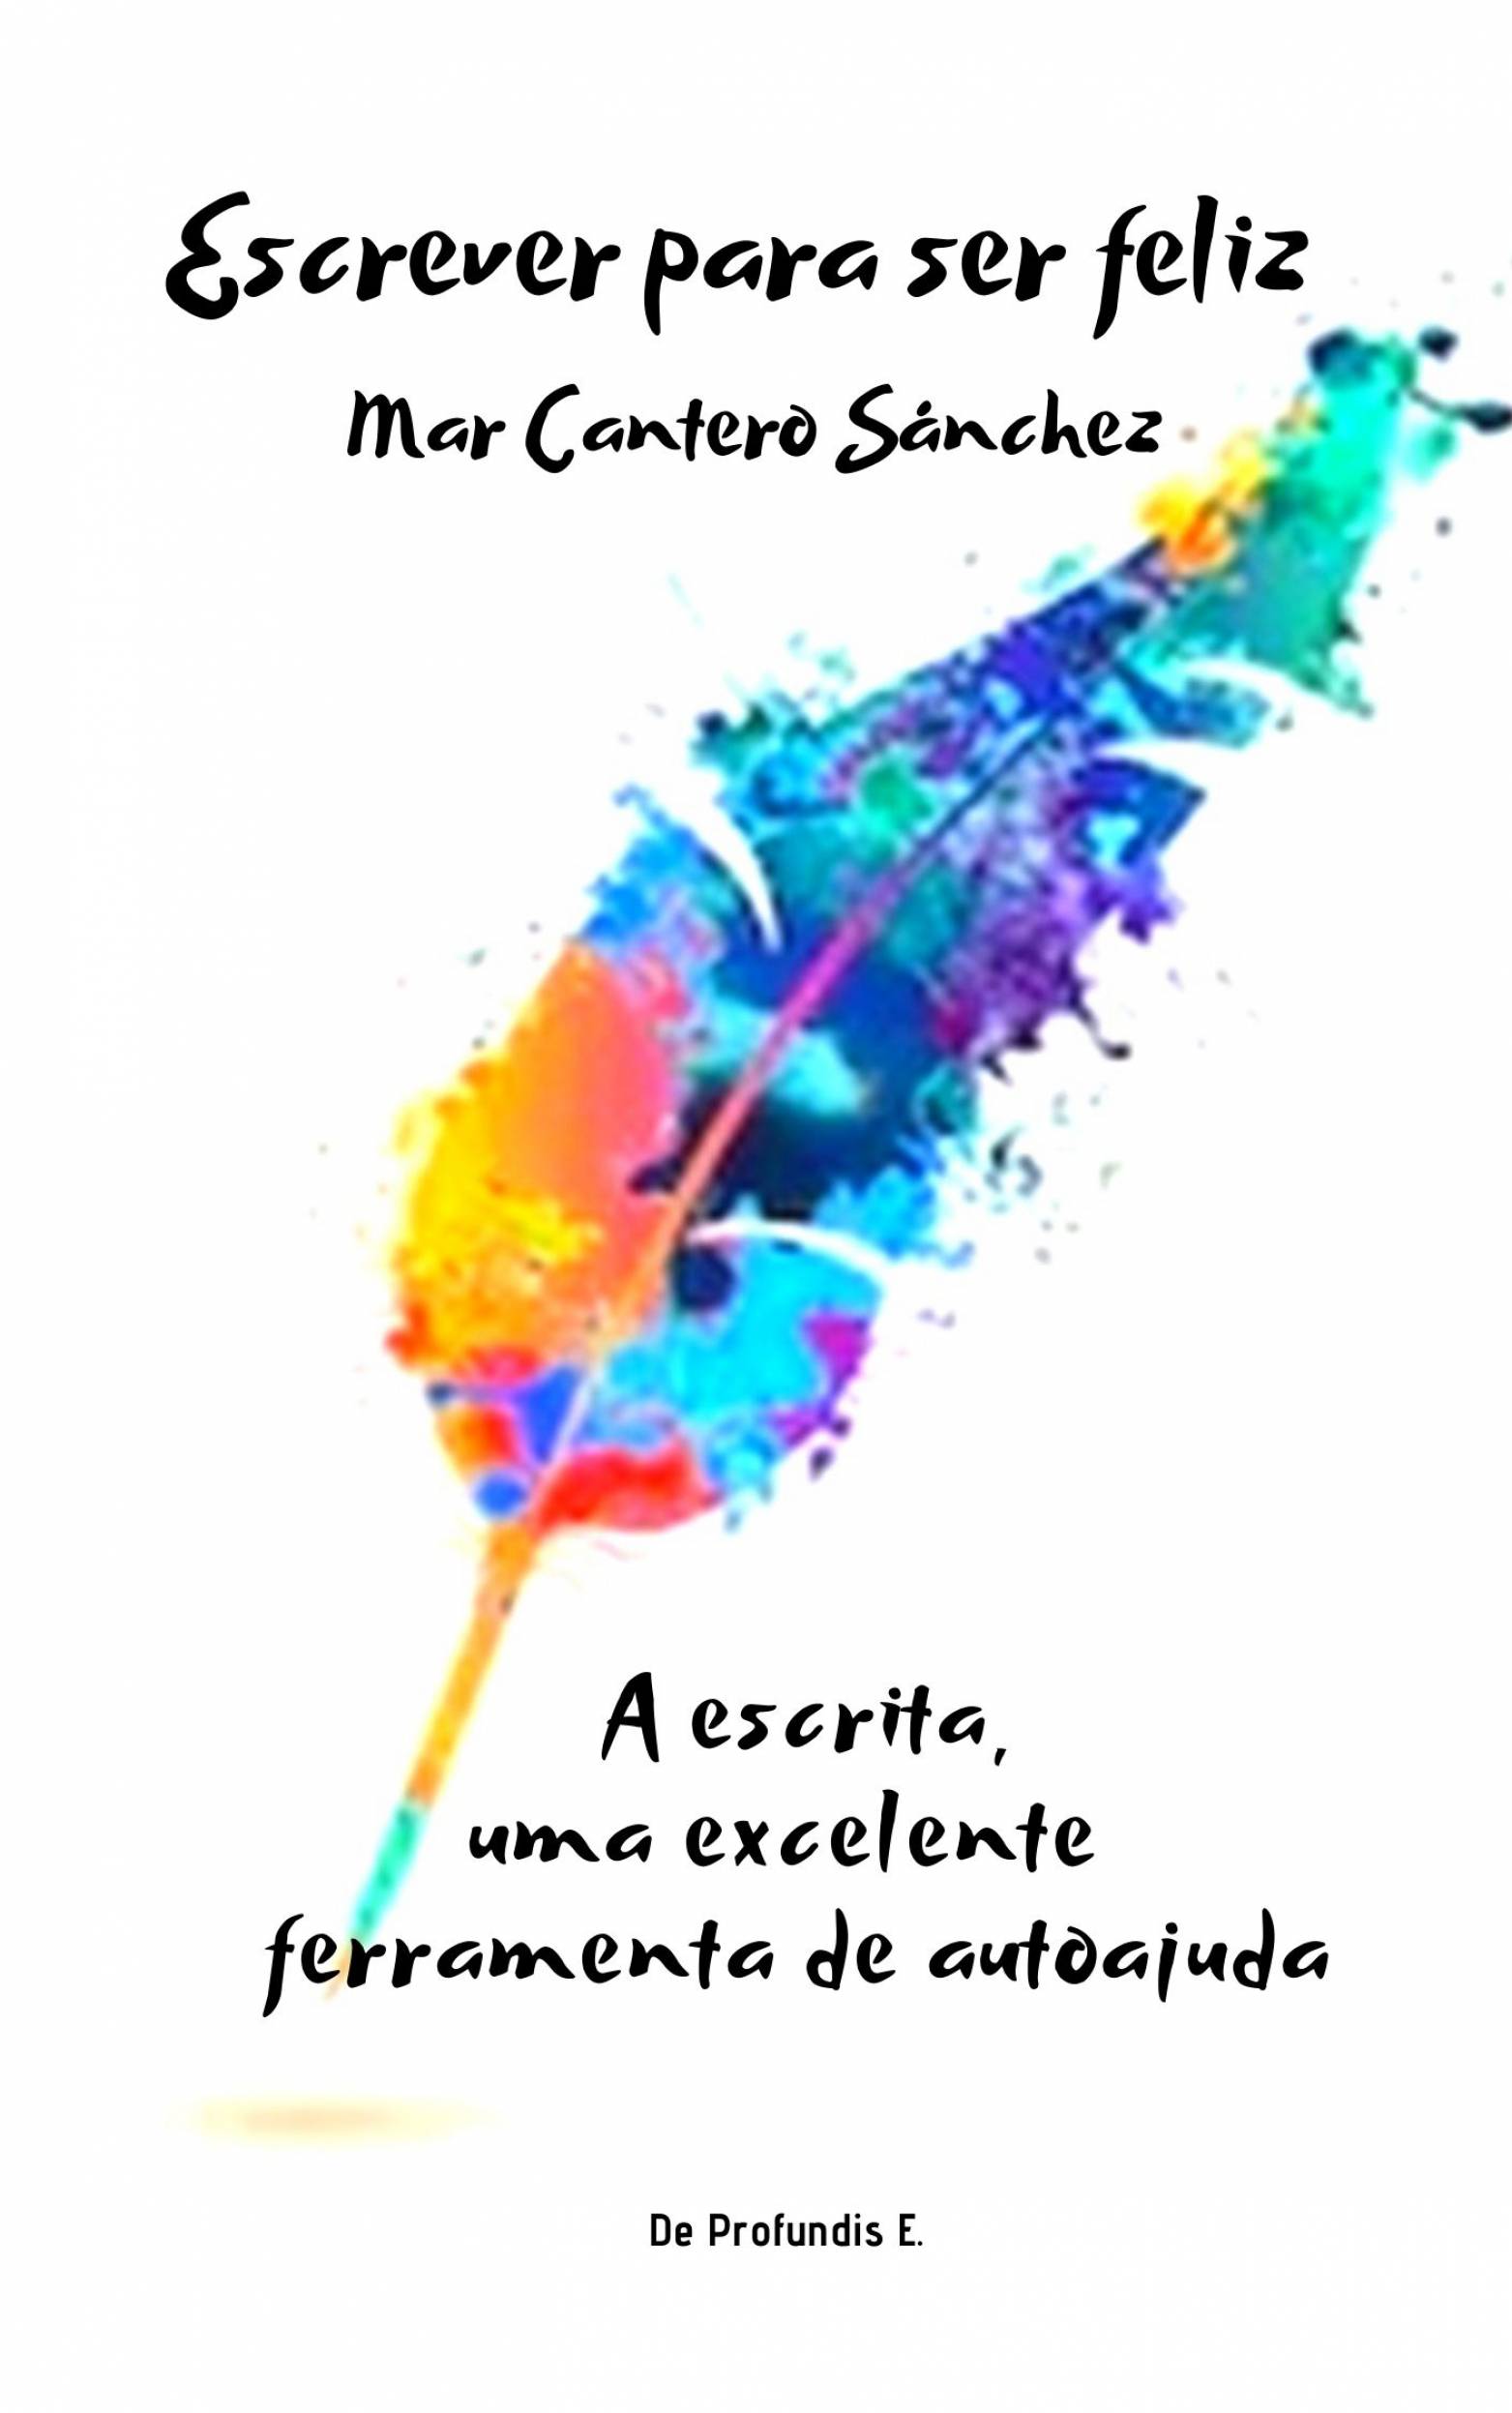 Escrever para ser feliz
Mar Cantero Sánchez
A escrita,
uma excelente
ferramenta de autoajuda
De Profundis E.